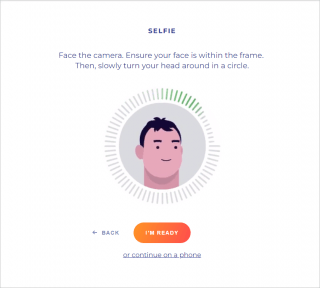 SELFIE
Face the camera. Ensure your face is within the frame.
Then, slowly turn your head around in a circle.
← BACK
I'M READY
or continue on a phone